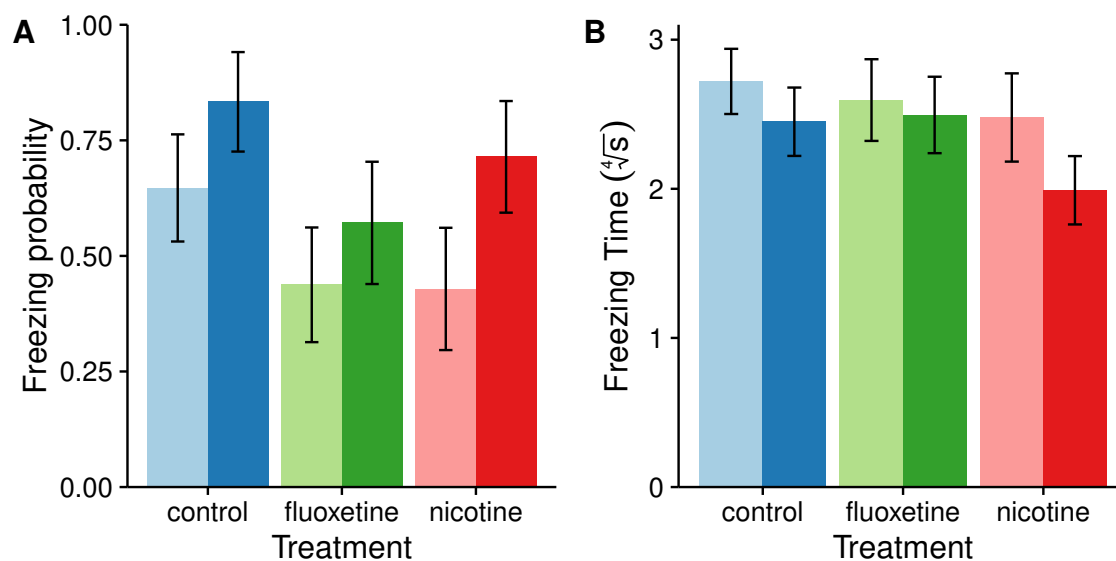 A
Freezing probability
1.00
0.75
0.50
0.25
0.00
control
fluoxetine
nicotine
Treatment
B
Freezing Time (∜s)
3
2
1
0
control
fluoxetine
nicotine
Treatment